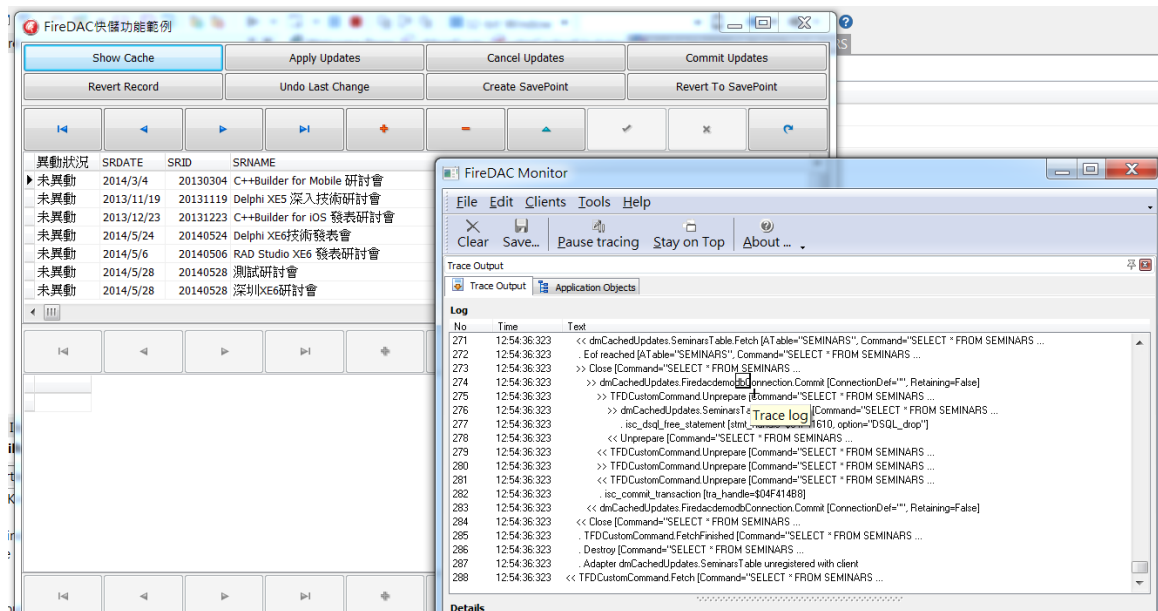 FireDAC快儲功能範例
Show Cache Apply Updates Cancel Updates Commit Updates
Revert Record Undo Last Change Create SavePoint Revert To SavePoint
異動狀況 SRDATE SRID SRNAME
未異動 2014/3/4 20130304 C++Builder for Mobile 研討會
未異動 2013/11/19 20131119 Delphi XE5 深入技術研討會
未異動 2013/12/23 20131223 C++Builder for iOS 發表研討會
未異動 2014/5/24 20140524 Delphi XE6技術發表會
未異動 2014/5/6 20140506 RAD Studio XE6 發表研討會
未異動 2014/5/28 20140528 測試研討會
未異動 2014/5/28 20140528 深圳XE6研討會
FireDAC Monitor
File Edit Clients Tools Help
Clear Save... Pause tracing Stay on Top About ...
Trace Output
Trace Output Application Objects
Log
No Time Text
271 12:54:36:323 << dmCachedUpdates.SeminarsTable.Fetch [ATable="SEMINARS", Command="SELECT * FROM SEMINARS ...
272 12:54:36:323 . Eof reached [ATable="SEMINARS", Command="SELECT * FROM SEMINARS ...
273 12:54:36:323 >> Close [Command="SELECT * FROM SEMINARS ...
274 12:54:36:323 >> dmCachedUpdates.FiredacdemodbConnection.Commit [ConnectionDef="", Retaining=False]
275 12:54:36:323 >> TFDCustomCommand.Unprepare [Command="SELECT * FROM SEMINARS ...
276 12:54:36:323 >> dmCachedUpdates.SeminarsTa [Command="SELECT * FROM SEMINARS ...
Trace log
277 12:54:36:323 . isc_dsql_free_statement 1610, option="DSQL_drop"]
278 12:54:36:323 << Unprepare [Command="SELECT * FROM SEMINARS ...
279 12:54:36:323 << TFDCustomCommand.Unprepare [Command="SELECT * FROM SEMINARS ...
280 12:54:36:323 >> TFDCustomCommand.Unprepare [Command="SELECT * FROM SEMINARS ...
281 12:54:36:323 << TFDCustomCommand.Unprepare [Command="SELECT * FROM SEMINARS ...
282 12:54:36:323 . isc_commit_transaction [tra_handle=$04F414B8]
283 12:54:36:323 << dmCachedUpdates.FiredacdemodbConnection.Commit [ConnectionDef="", Retaining=False]
284 12:54:36:323 << Close [Command="SELECT * FROM SEMINARS ...
285 12:54:36:323 . TFDCustomCommand.FetchFinished [Command="SELECT * FROM SEMINARS ...
286 12:54:36:323 . Destroy [Command="SELECT * FROM SEMINARS ...
287 12:54:36:323 . Adapter dmCachedUpdates.SeminarsTable unregistered with client
288 12:54:36:323 << TFDCustomCommand.Fetch [Command="SELECT * FROM SEMINARS ...
Details